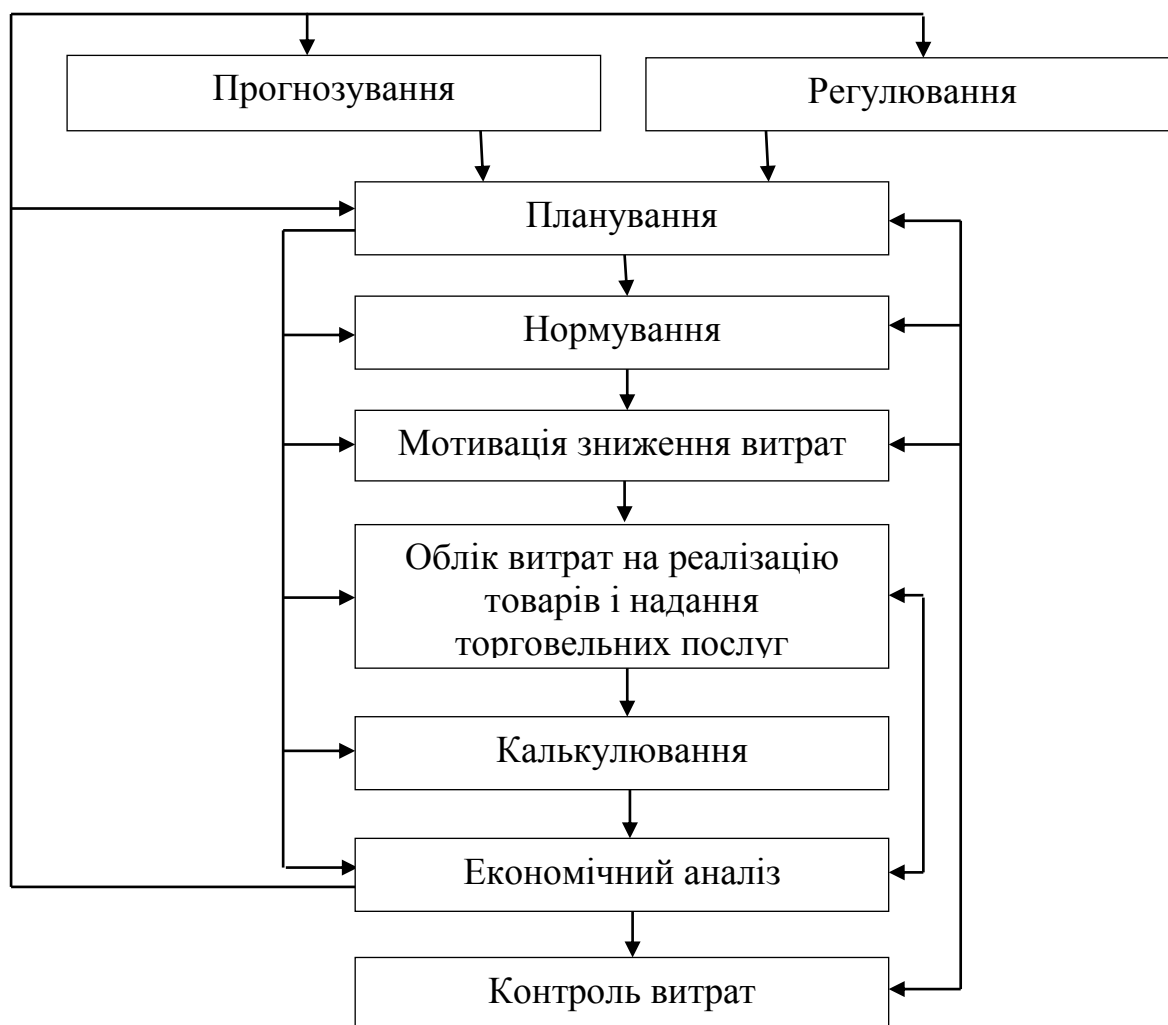 Прогнозування
Регулювання
Планування
Нормування
Мотивація зниження витрат
Облік витрат на реалізацію
товарів і надання
торговельних послуг
Калькулювання
Економічний аналіз
Контроль витрат